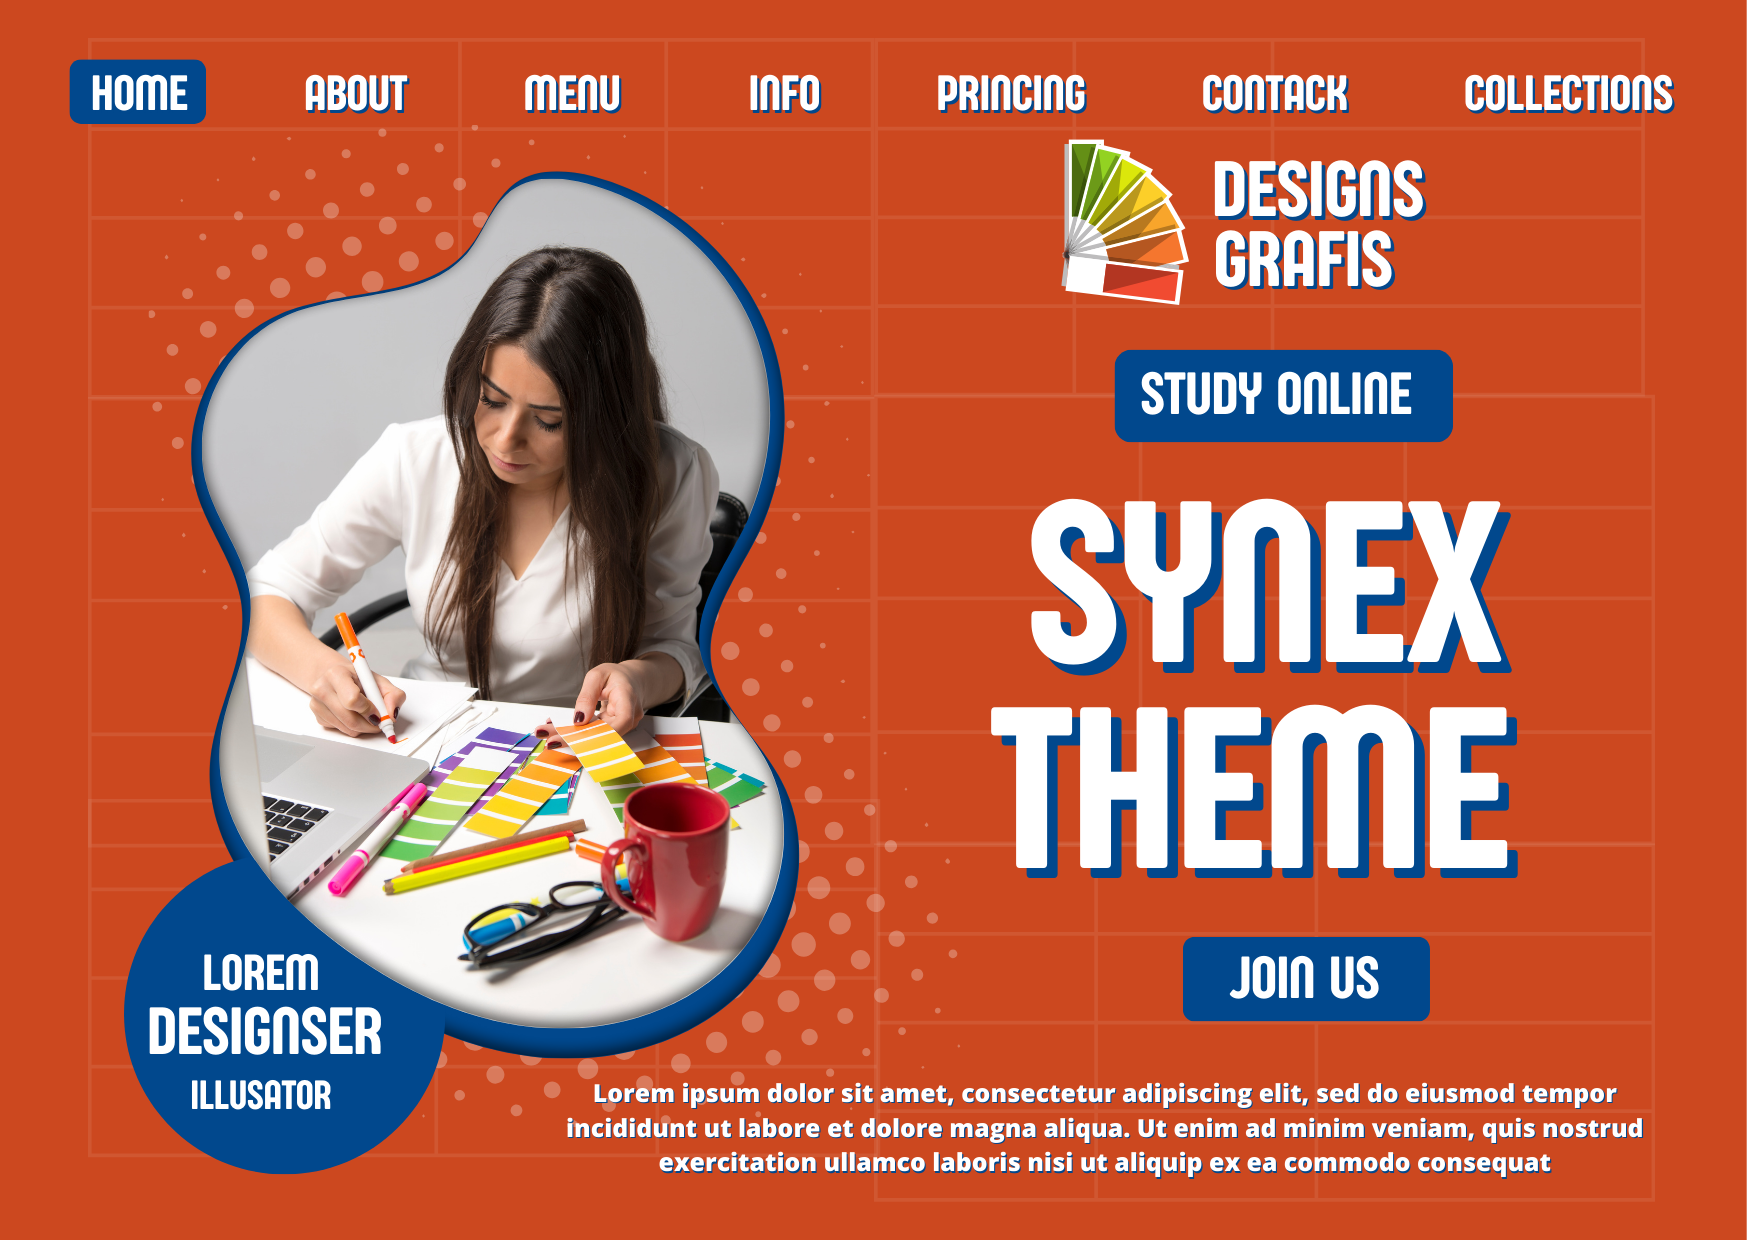 HOME ABOUT MENU INFO PRINCING CONTACK COLLECTIONS
DESIGNS
GRAFIS
STUDY ONLINE
SYNEX
THEME
JOIN US
LOREM
DESIGNSER
ILLUSATOR
Lorem ipsum dolor sit amet, consectetur adipiscing elit, sed do eiusmod tempor
incididunt ut labore et dolore magna aliqua. Ut enim ad minim veniam, quis nostrud
exercitation ullamco laboris nisi ut aliquip ex ea commodo consequat